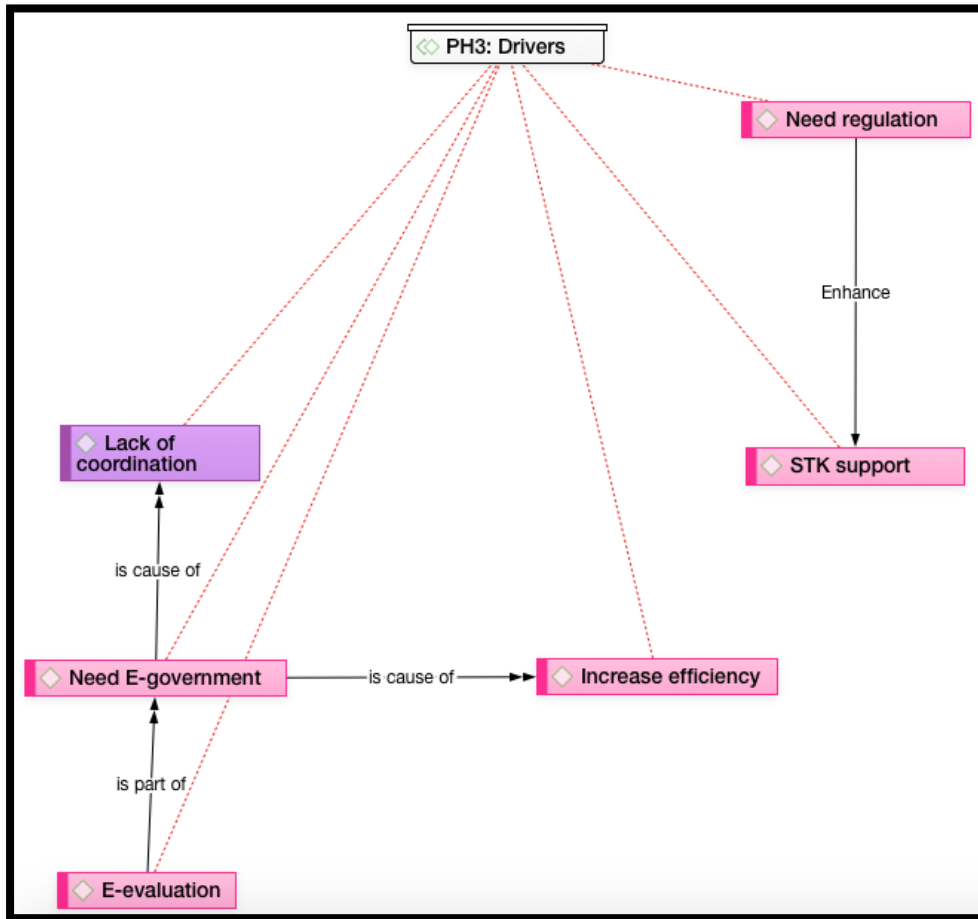 PH3: Drivers
Need regulation
Enhance
Lack of
coordination
STK support
is cause of
Need E-government
is cause of
Increase efficiency
is part of
E-evaluation